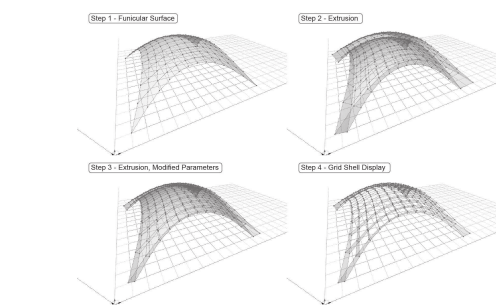 Step 1 - Funicular Surface
Step 2 - Extrusion
Step 3 - Extrusion, Modified Parameters
Step 4 - Grid Shell Display